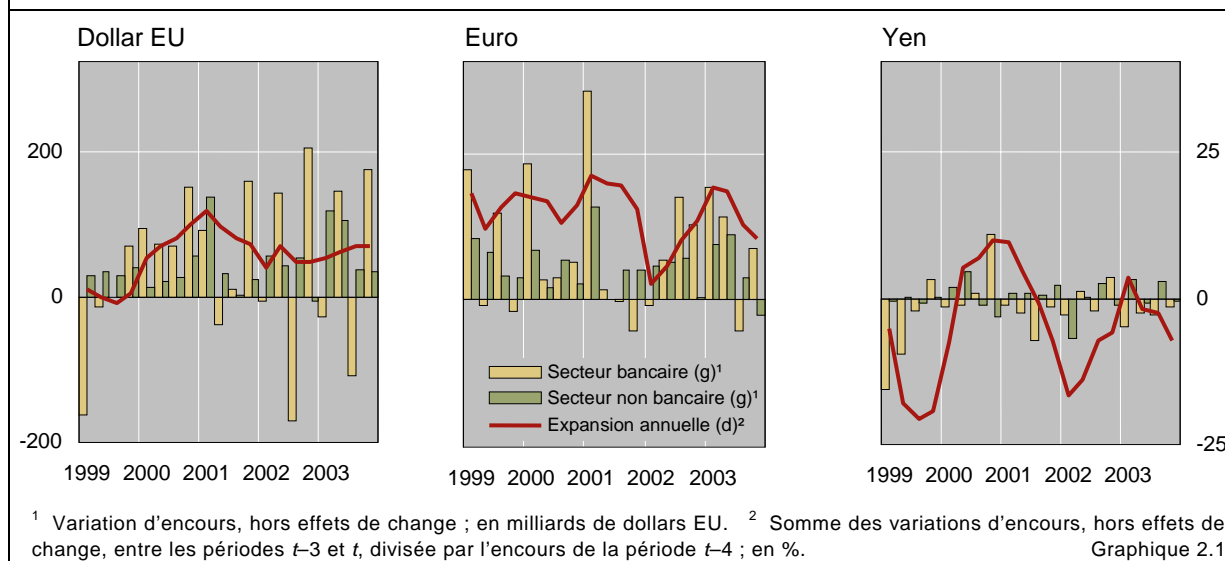 Dollar EU Euro Yen
200 25
0 0
-200 -25
Secteur bancaire (g)¹
Secteur non bancaire (g)¹
Expansion annuelle (d)²
1999 2000 2001 2002 2003 1999 2000 2001 2002 2003 1999 2000 2001 2002 2003
¹ Variation d'encours, hors effets de change ; en milliards de dollars EU. ² Somme des variations d'encours, hors effets de
change, entre les périodes t–3 et t, divisée par l'encours de la période t–4 ; en %. Graphique 2.1